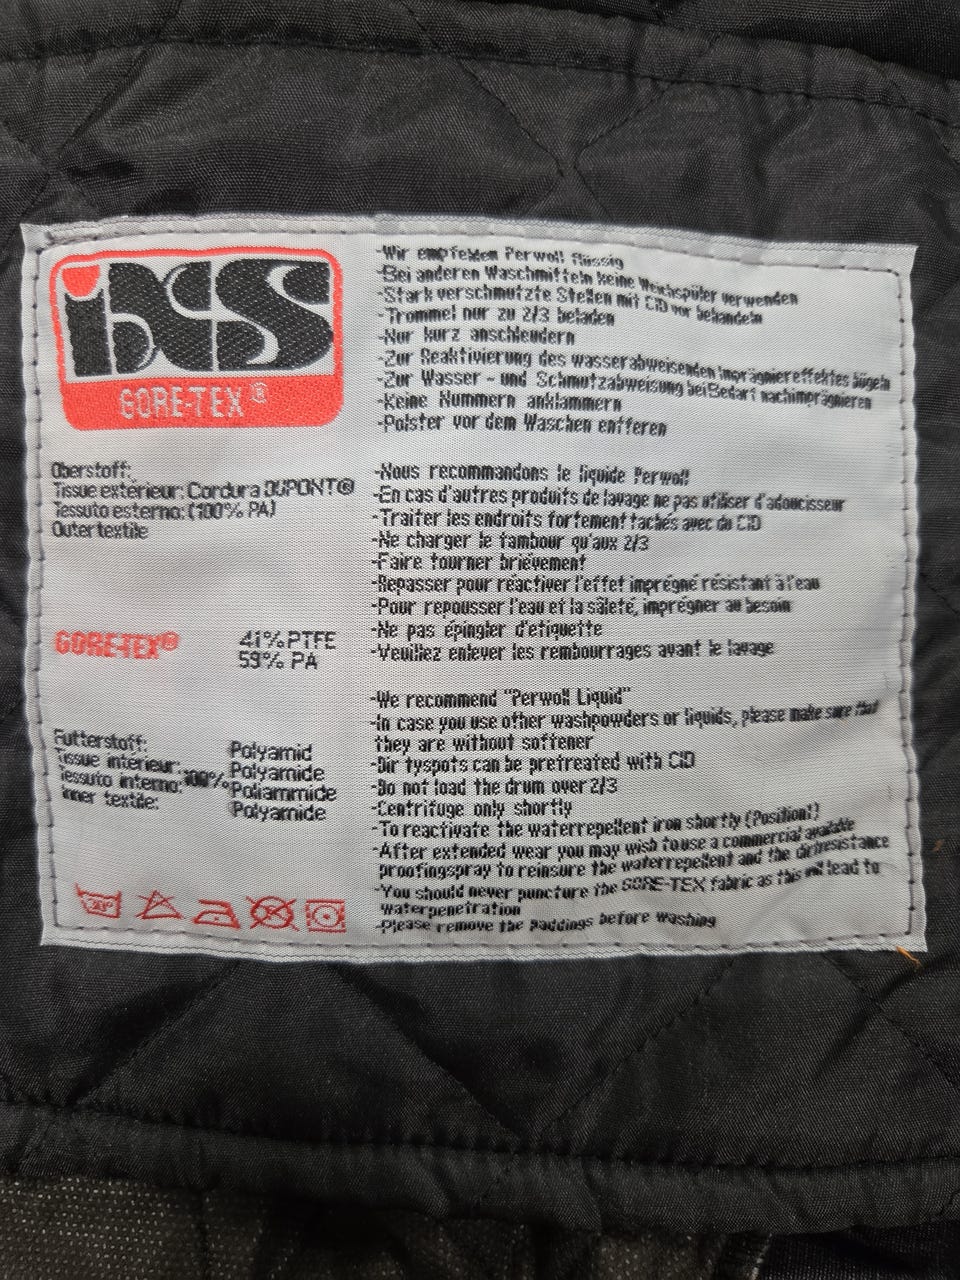 iXS
GORE-TEX®
Oberstoff:
Tissue extérieur: Cordura DUPONT®
Tessuto esterno: (100% PA)
Outer textile
GORE-TEX® 41% PTFE
59% PA
Futterstoff: Polyamid
Tissue intérieur: Polyamide
Tessuto interno: 100% Poliammide
Inner textile: Polyamide
-Wir empfehlen Perwoll flüssig
-Bei anderen Waschmitteln keine Weichspüler verwenden
-Stark verschmutzte Stellen mit CID vor behandeln
-Trommel nur zu 2/3 beladen
-Nur kurz anschleudern
-Zur Reaktivierung des wasserabweisenden Imprägniereffektes bügeln
-Zur Wasser - und Schmutzabweisung bei Bedarf nachimprägnieren
-Keine Nummern anklammern
-Polster vor dem Waschen entferen
-Nous recommandons le liquide Perwoll
-En cas d'autres produits de lavage ne pas utiliser d'adoucisseur
-Traiter les endroits fortement tachés avec du CID
-Ne charger le tambour qu'aux 2/3
-Faire tourner briévement
-Repasser pour réactiver l'effet imprégné résistant à l'eau
-Pour repousser l'eau et la sâleté, imprégner au besoin
-Ne pas épingler d'etiquette
-Veuillez enlever les rembourrages avant le lavage
-We recommend "Perwoll Liquid"
-In case you use other washpowders or liquids, please make sure that
they are without softener
-Dir tyspots can be pretreated with CID
-Do not load the drum over 2/3
-Centrifuge only shortly
-To reactivate the waterrepellent iron shortly (Position!)
-After extended wear you may wish to use a commercial available
proofingspray to reinsure the waterrepellent and the dirtresistance
-You should never puncture the GORE-TEX fabric as this will lead to
waterpenetration
-Please remove the paddings before washing